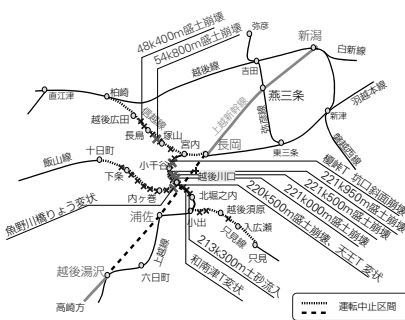 48k400m盛土崩壊
54k800m盛土崩壊
弥彦
新潟
越後線
吉田
白新線
燕三条
羽越本線
直江津
柏崎
上越新幹線
弥彦線
新津
越後広田
信越線
磐越西線
長鳥
塚山
宮内
長岡
東三条
十日町
小千谷
飯山線
下条
越後川口
榎峠T 坑口斜面崩壊
221k950m盛土崩壊
221k500m盛土崩壊
221k000m盛土崩壊
220k500m盛土崩壊、天王T 変状
内ヶ巻
北堀之内
魚野川橋りょう変状
浦佐
小出
越後須原
只見線
入広瀬
只見
213k300m土砂流入
和南津T変状
上越線
越後湯沢
六日町
高崎方
運転中止区間